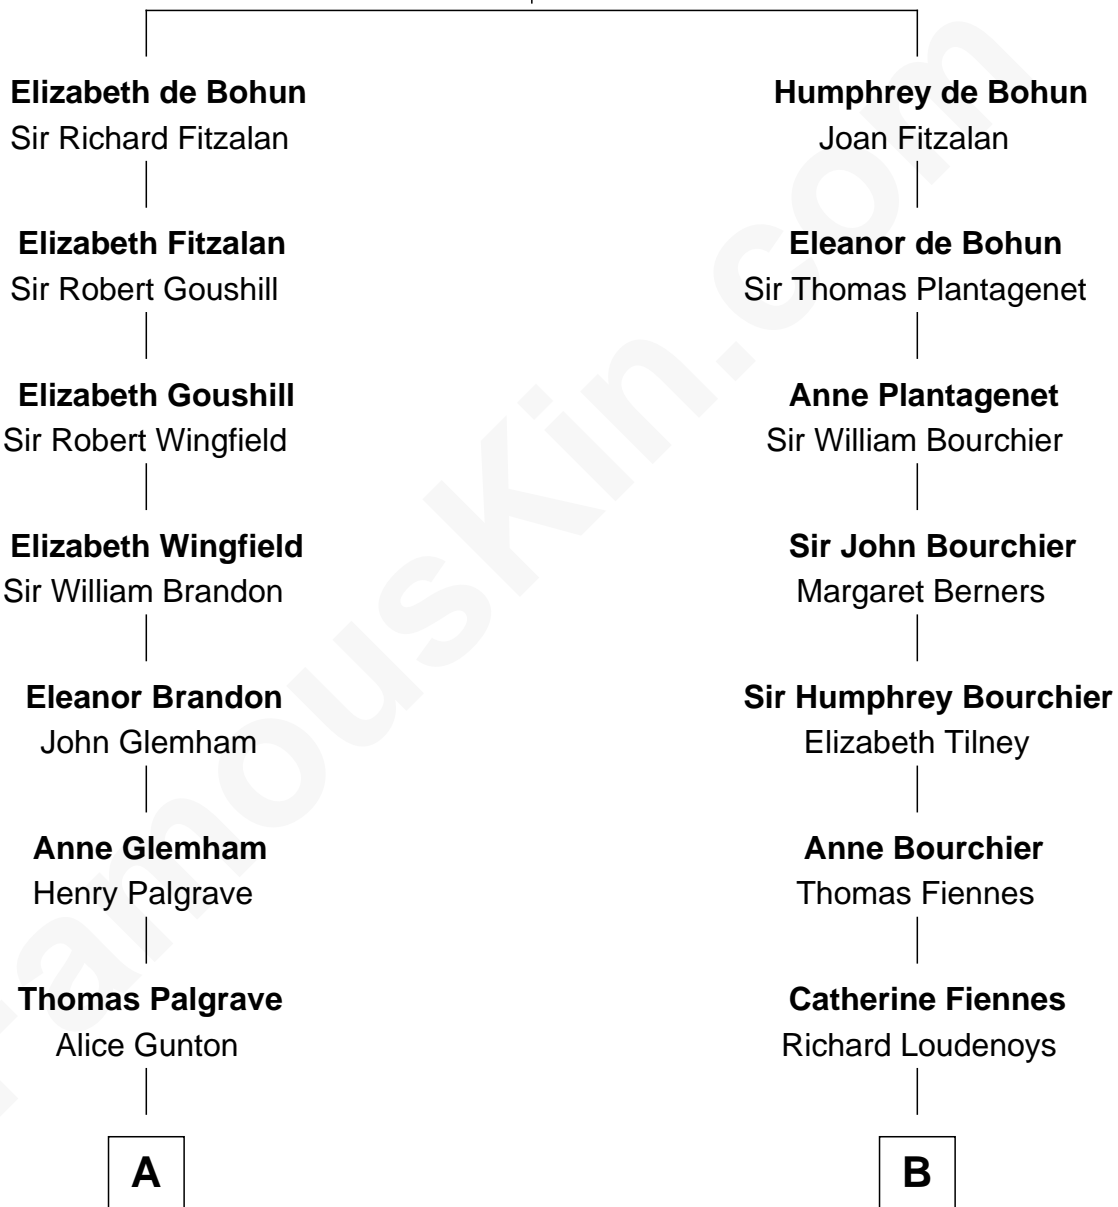 Elizabeth de Bohun
Sir Richard Fitzalan
Elizabeth Fitzalan
Sir Robert Goushill
Elizabeth Goushill
Sir Robert Wingfield
Elizabeth Wingfield
Sir William Brandon
Eleanor Brandon
John Glemham
Anne Glemham
Henry Palgrave
Thomas Palgrave
Alice Gunton
A
Humphrey de Bohun
Joan Fitzalan
Eleanor de Bohun
Sir Thomas Plantagenet
Anne Plantagenet
Sir William Bourchier
Sir John Bourchier
Margaret Berners
Sir Humphrey Bourchier
Elizabeth Tilney
Anne Bourchier
Thomas Fiennes
Catherine Fiennes
Richard Loudenoys
B
FamousKin.com